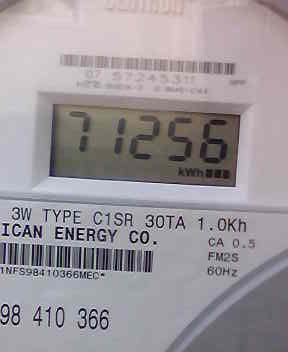 CENTRON
07 57245311
71256
kWh
3W TYPE C1SR 30TA 1.0Kh
ICAN ENERGY CO.
CA 0.5
FM2S
60Hz
1NFS98410366MEC*
98 410 366